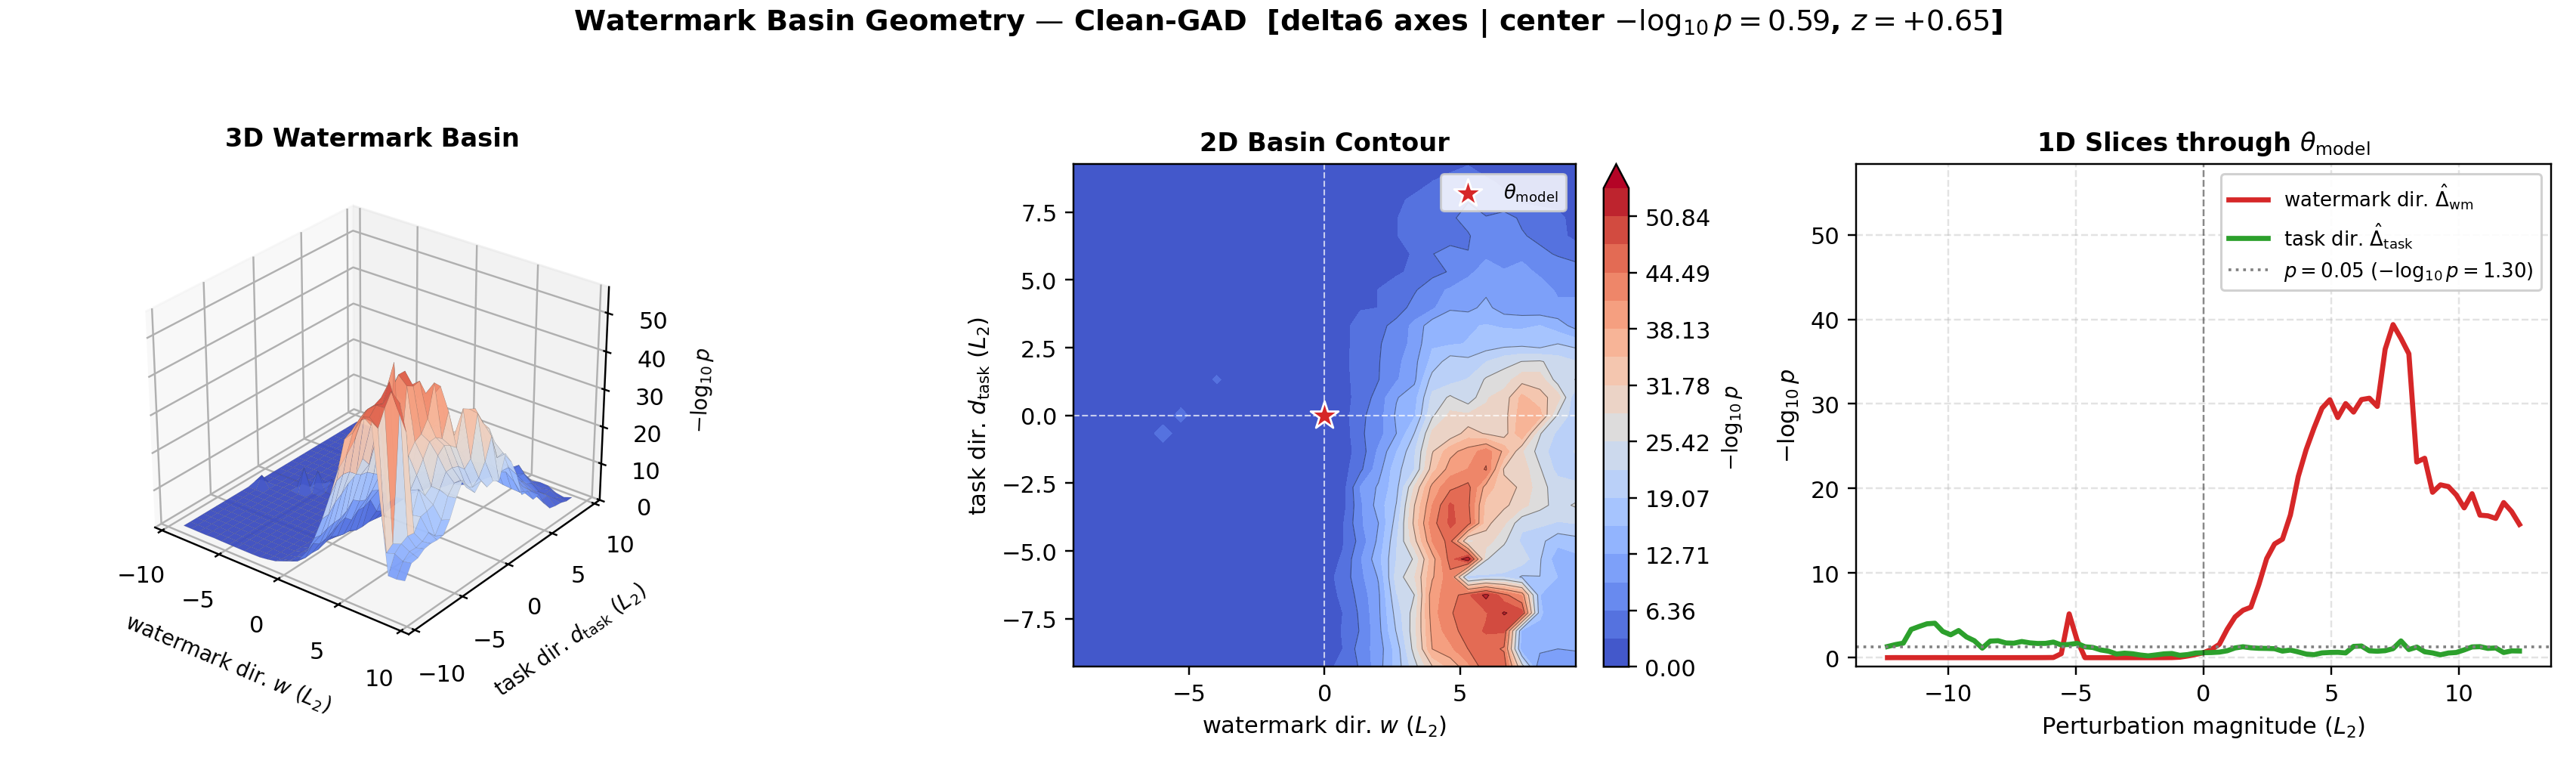 Watermark Basin Geometry — Clean-GAD [delta6 axes | center −log₁₀ p = 0.59, z = +0.65]
3D Watermark Basin
50
40
30
20
10
0
−log₁₀ p
−10
−5
0
5
10
watermark dir. w (L₂)
−10
−5
0
5
10
task dir. d_task (L₂)
2D Basin Contour
θ_model
7.5
5.0
2.5
0.0
−2.5
−5.0
−7.5
task dir. d_task (L₂)
−5
0
5
watermark dir. w (L₂)
50.84
44.49
38.13
31.78
25.42
19.07
12.71
6.36
0.00
−log₁₀ p
1D Slices through θ_model
watermark dir. Δ̂_wm
task dir. Δ̂_task
p = 0.05 (−log₁₀ p = 1.30)
50
40
30
20
10
0
−log₁₀ p
−10
−5
0
5
10
Perturbation magnitude (L₂)